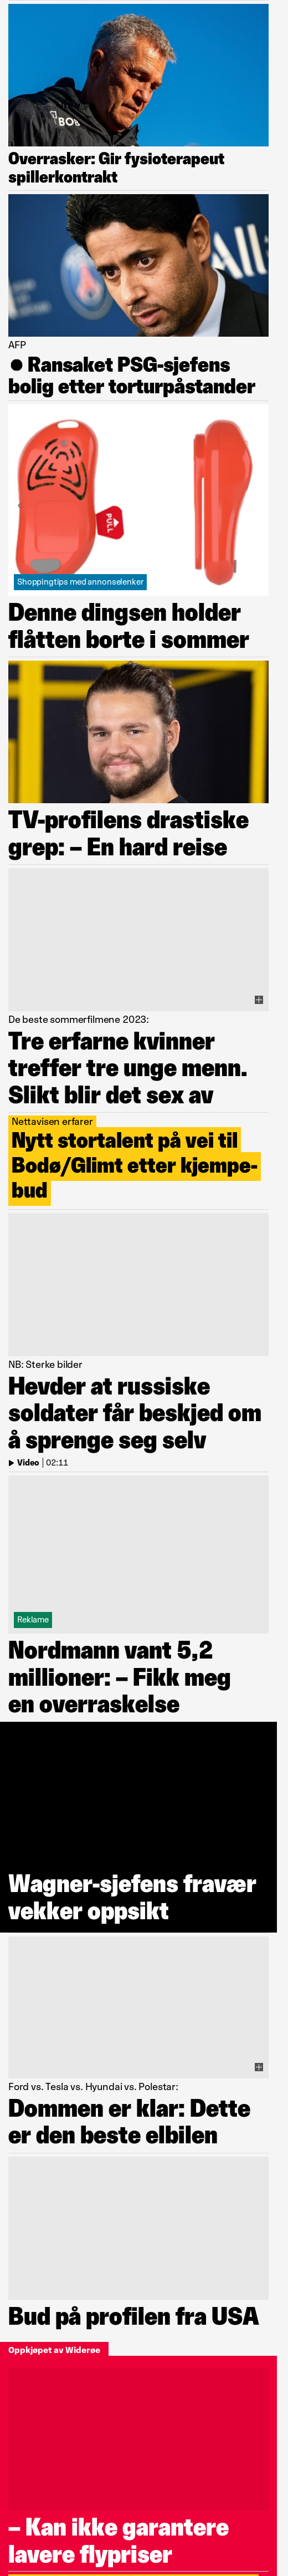 BOB
Overrasker: Gir fysioterapeut
spillerkontrakt
AFP
● Ransaket PSG-sjefens
bolig etter torturpåstander
PULL
Shoppingtips med annonselenker
Denne dingsen holder
flåtten borte i sommer
TV-profilens drastiske
grep: – En hard reise
De beste sommerfilmene 2023:
Tre erfarne kvinner
treffer tre unge menn.
Slikt blir det sex av
Nettavisen erfarer
Nytt stortalent på vei til
Bodø/Glimt etter kjempe-
bud
NB: Sterke bilder
Hevder at russiske
soldater får beskjed om
å sprenge seg selv
Video | 02:11
Reklame
Nordmann vant 5,2
millioner: – Fikk meg
en overraskelse
Wagner-sjefens fravær
vekker oppsikt
Ford vs. Tesla vs. Hyundai vs. Polestar:
Dommen er klar: Dette
er den beste elbilen
Bud på profilen fra USA
Oppkjøpet av Widerøe
– Kan ikke garantere
lavere flypriser